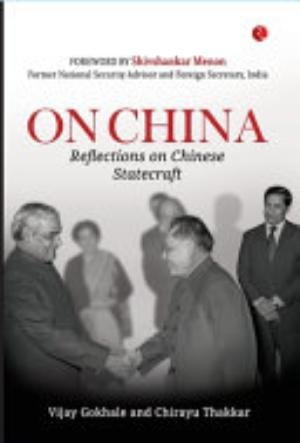 FOREWORD BY Shivshankar Menon
Former National Security Advisor and Foreign Secretary, India
ON CHINA
Reflections on Chinese
Statecraft
Vijay Gokhale and Chirayu Thakkar